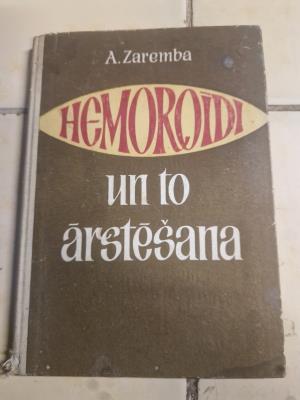 A. Zaremba
HEMOROĪDI
un to
ārstēšana